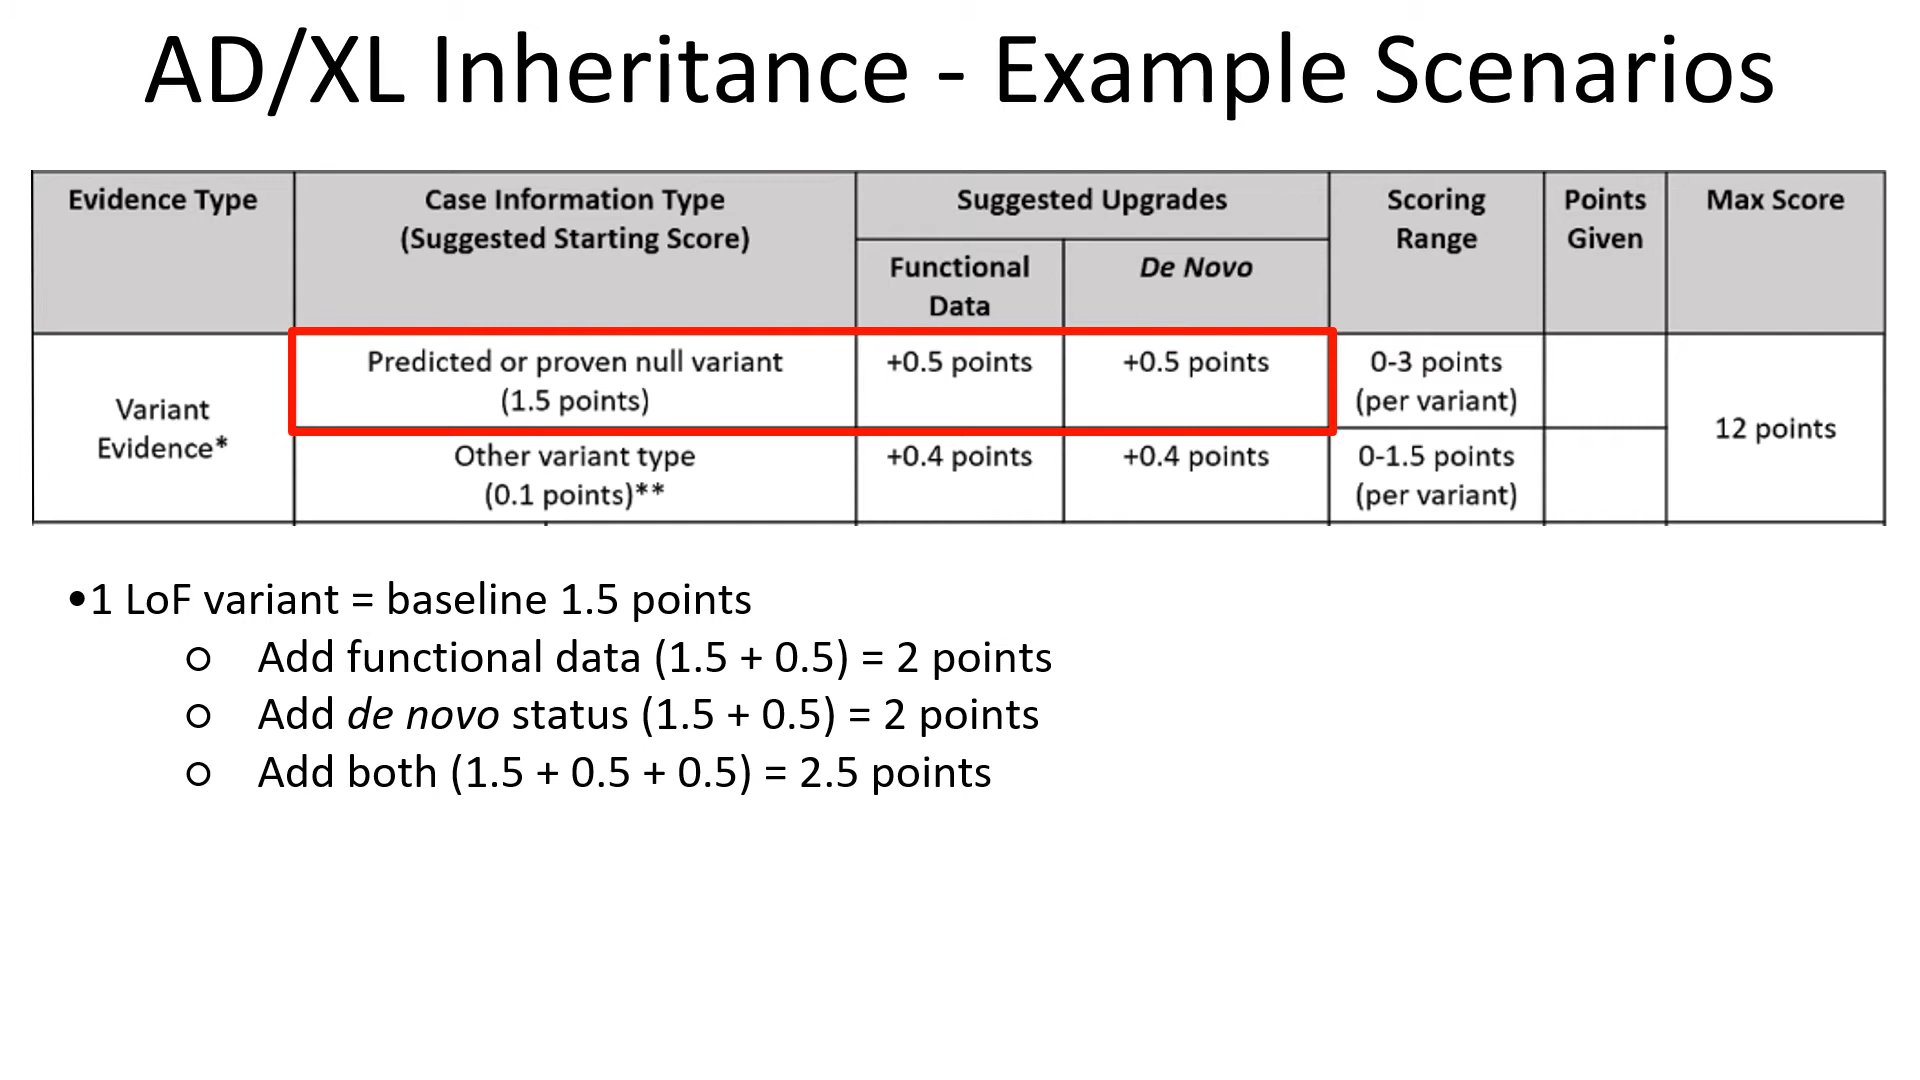 AD/XL Inheritance - Example Scenarios
Evidence Type
Case Information Type
(Suggested Starting Score)
Suggested Upgrades
Scoring
Range
Points
Given
Max Score
Functional
Data
De Novo
Variant
Evidence*
Predicted or proven null variant
(1.5 points)
+0.5 points
+0.5 points
0-3 points
(per variant)
12 points
Other variant type
(0.1 points)**
+0.4 points
+0.4 points
0-1.5 points
(per variant)
•1 LoF variant = baseline 1.5 points
○ Add functional data (1.5 + 0.5) = 2 points
○ Add de novo status (1.5 + 0.5) = 2 points
○ Add both (1.5 + 0.5 + 0.5) = 2.5 points